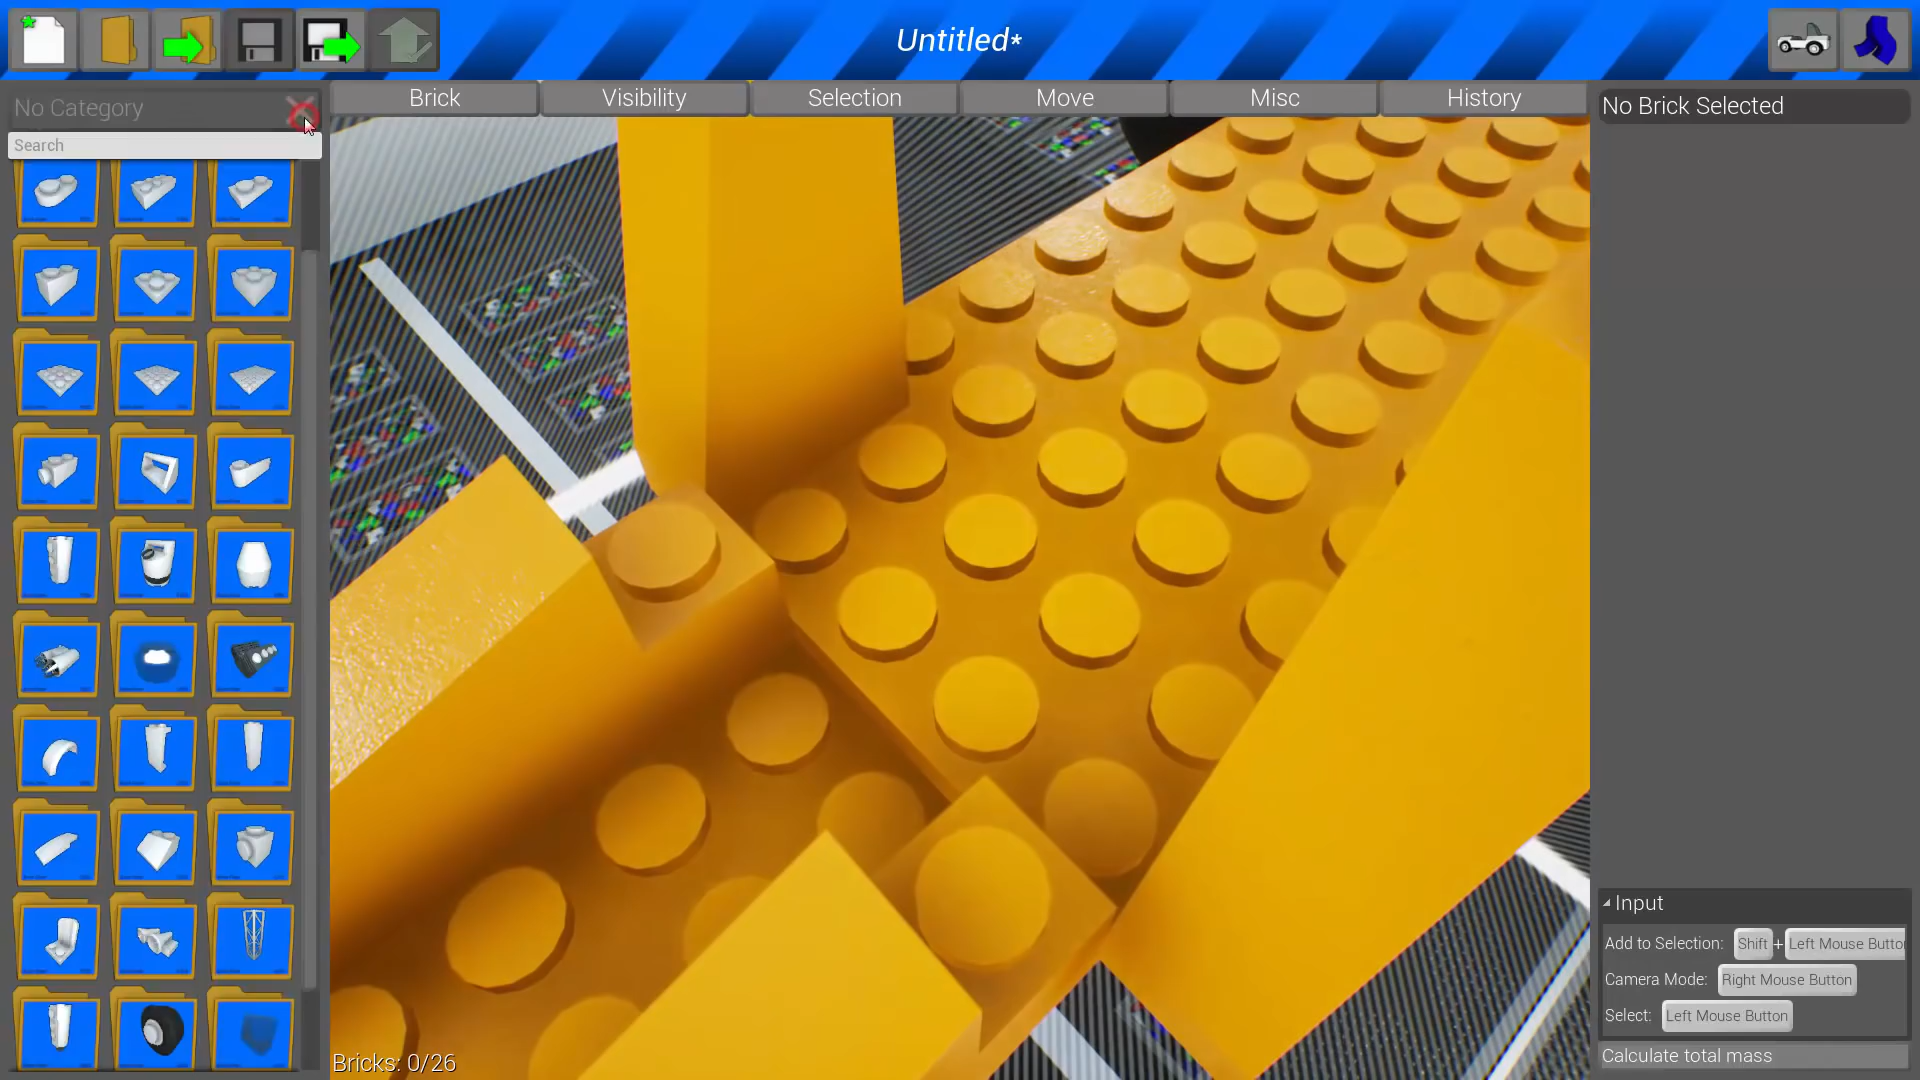 Untitled*
No Category
Search
Brick
Visibility
Selection
Move
Misc
History
No Brick Selected
Input
Add to Selection: Shift + Left Mouse Butto
Camera Mode: Right Mouse Button
Select: Left Mouse Button
Calculate total mass
Bricks: 0/26